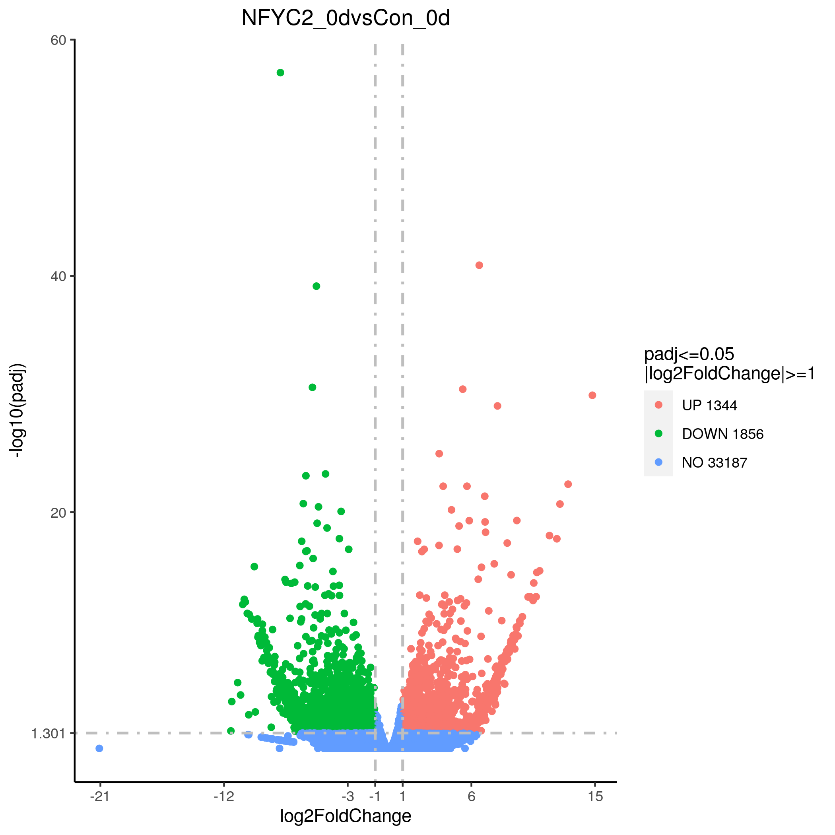 NFYC2_0dvsCon_0d
60
40
20
1.301
-log10(padj)
-21
-12
-3
-1
1
6
15
log2FoldChange
padj<=0.05
|log2FoldChange|>=1
UP 1344
DOWN 1856
NO 33187